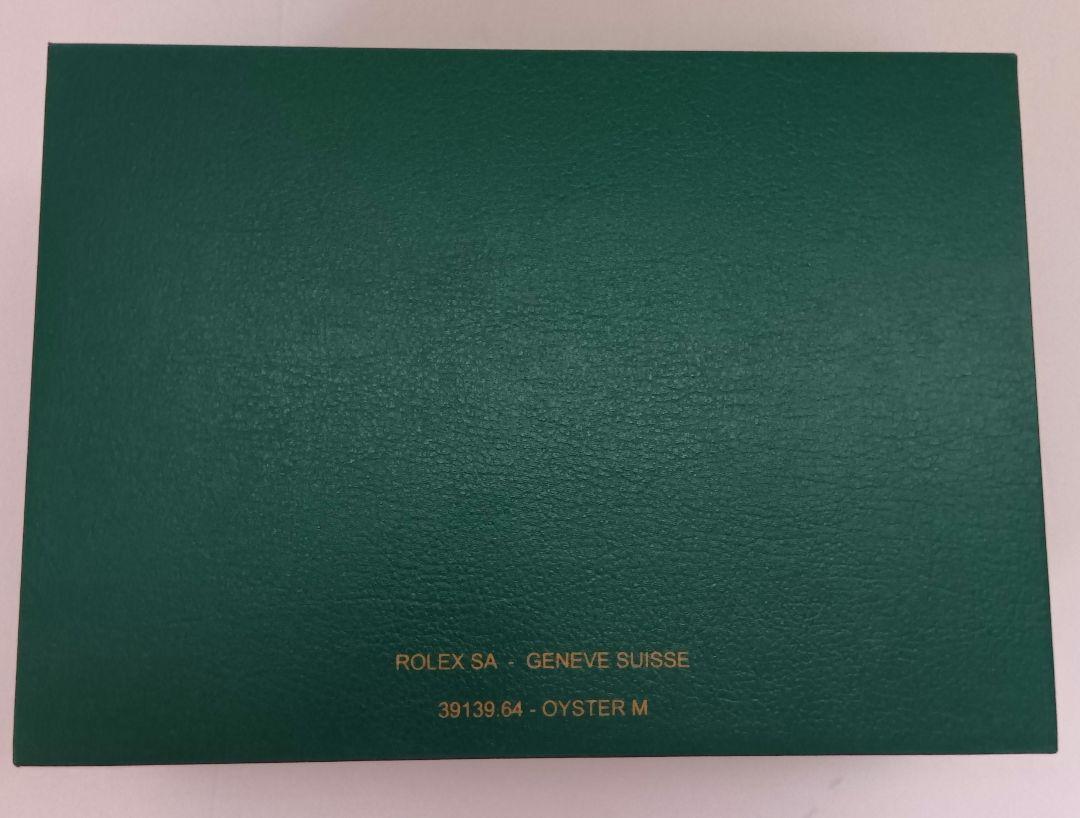 ROLEX SA - GENEVE SUISSE
39139.64 - OYSTER M